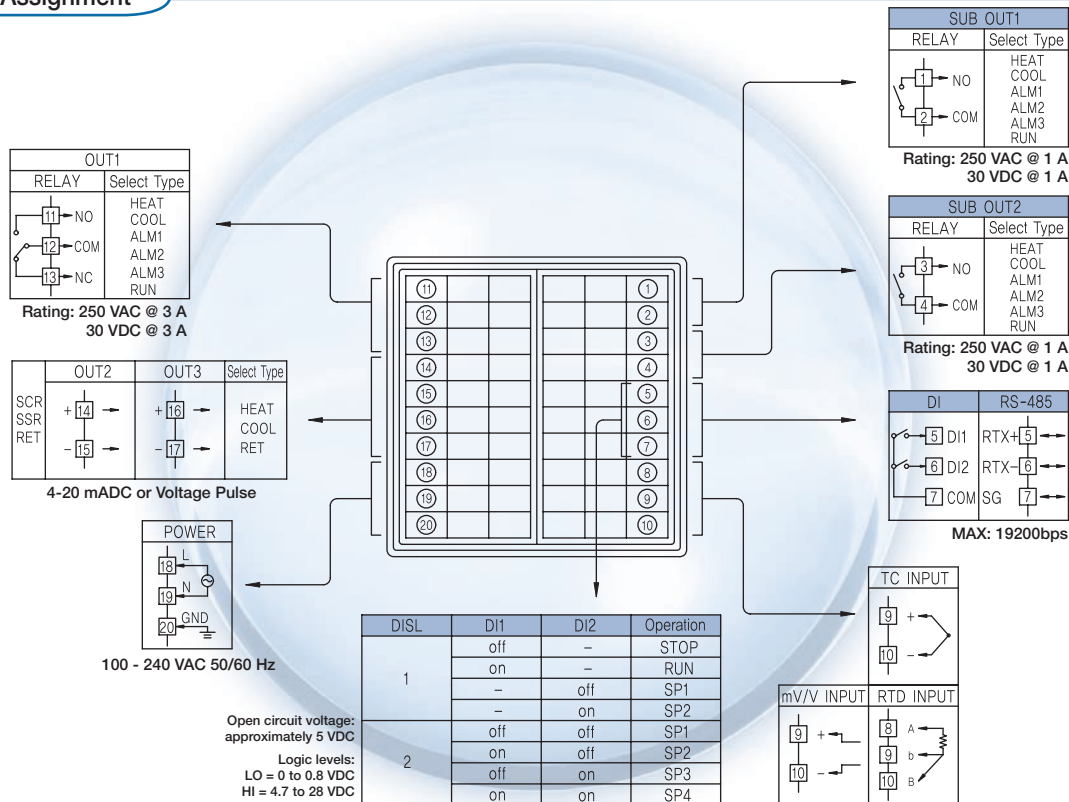 Assignment
SUB OUT1
RELAY Select Type
1 NO
2 COM
HEAT
COOL
ALM1
ALM2
ALM3
RUN
Rating: 250 VAC @ 1 A
30 VDC @ 1 A
OUT1
RELAY Select Type
11 NO
12 COM
13 NC
HEAT
COOL
ALM1
ALM2
ALM3
RUN
Rating: 250 VAC @ 3 A
30 VDC @ 3 A
SUB OUT2
RELAY Select Type
3 NO
4 COM
HEAT
COOL
ALM1
ALM2
ALM3
RUN
Rating: 250 VAC @ 1 A
30 VDC @ 1 A
11 1
12 2
13 3
14 4
15 5
16 6
17 7
18 8
19 9
20 10
OUT2 OUT3 Select Type
SCR
SSR
RET
+ 14 + 16
- 15 - 17
HEAT
COOL
RET
4-20 mADC or Voltage Pulse
DI RS-485
5 DI1 RTX+ 5
6 DI2 RTX- 6
7 COM SG 7
MAX: 19200bps
POWER
18 L
19 N
20 GND
100 - 240 VAC 50/60 Hz
TC INPUT
9 +
10 -
mV/V INPUT RTD INPUT
9 + 8 A
9 b
10 - 10 B
DISL DI1 DI2 Operation
1 off – STOP
on – RUN
– off SP1
– on SP2
2 off off SP1
on off SP2
off on SP3
on on SP4
Open circuit voltage:
approximately 5 VDC
Logic levels:
LO = 0 to 0.8 VDC
HI = 4.7 to 28 VDC